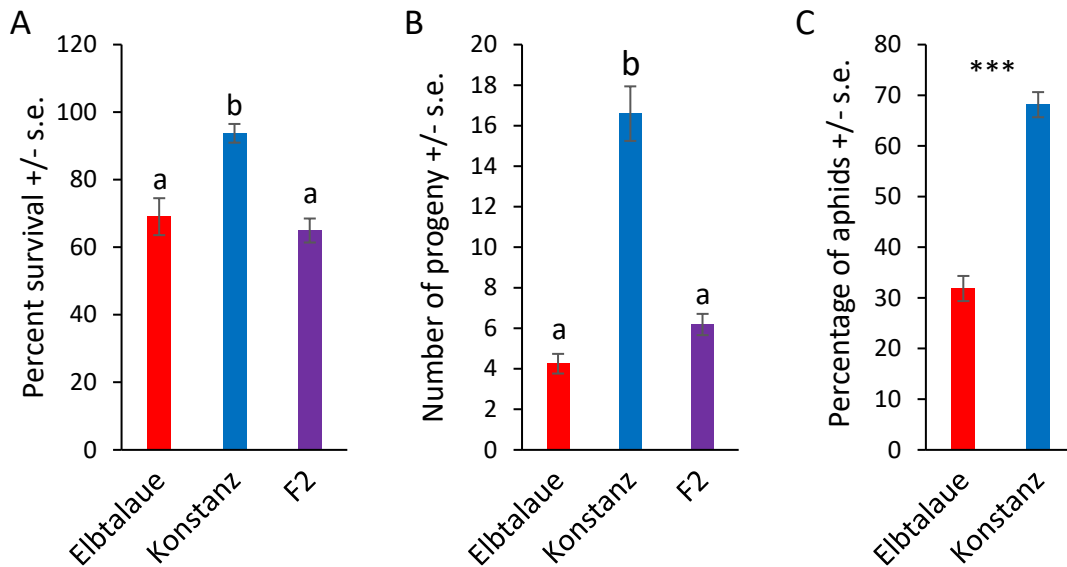 A
Percent survival +/- s.e.
120
100
80
60
40
20
0
a
b
a
Elbtalaue
Konstanz
F2
B
Number of progeny +/- s.e.
20
18
16
14
12
10
8
6
4
2
0
a
b
a
Elbtalaue
Konstanz
F2
C
Percentage of aphids +/- s.e.
80
70
60
50
40
30
20
10
0
***
Elbtalaue
Konstanz